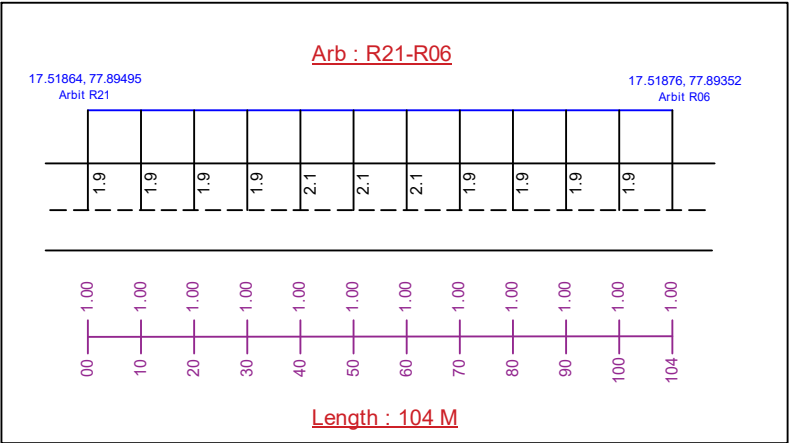 Arb : R21-R06
17.51864, 77.89495
Arbit R21
17.51876, 77.89352
Arbit R06
1.9 1.9 1.9 1.9 2.1 2.1 2.1 1.9 1.9 1.9 1.9
1.00 1.00 1.00 1.00 1.00 1.00 1.00 1.00 1.00 1.00 1.00 1.00
00 10 20 30 40 50 60 70 80 90 100 104
Length : 104 M